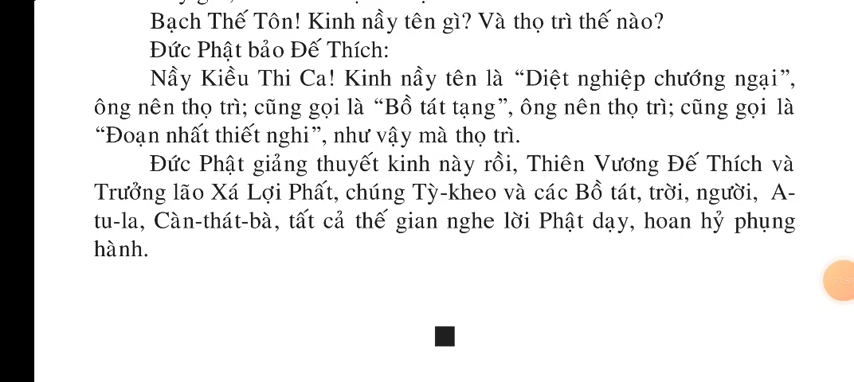 Bạch Thế Tôn! Kinh nầy tên gì? Và thọ trì thế nào?
Đức Phật bảo Đế Thích:
Nầy Kiều Thi Ca! Kinh nầy tên là “Diệt nghiệp chướng ngại”,
ông nên thọ trì; cũng gọi là “Bồ tát tạng”, ông nên thọ trì; cũng gọi là
“Đoạn nhất thiết nghi”, như vậy mà thọ trì.
Đức Phật giảng thuyết kinh này rồi, Thiên Vương Đế Thích và
Trưởng lão Xá Lợi Phất, chúng Tỳ-kheo và các Bồ tát, trời, người, A-
tu-la, Càn-thát-bà, tất cả thế gian nghe lời Phật dạy, hoan hỷ phụng
hành.